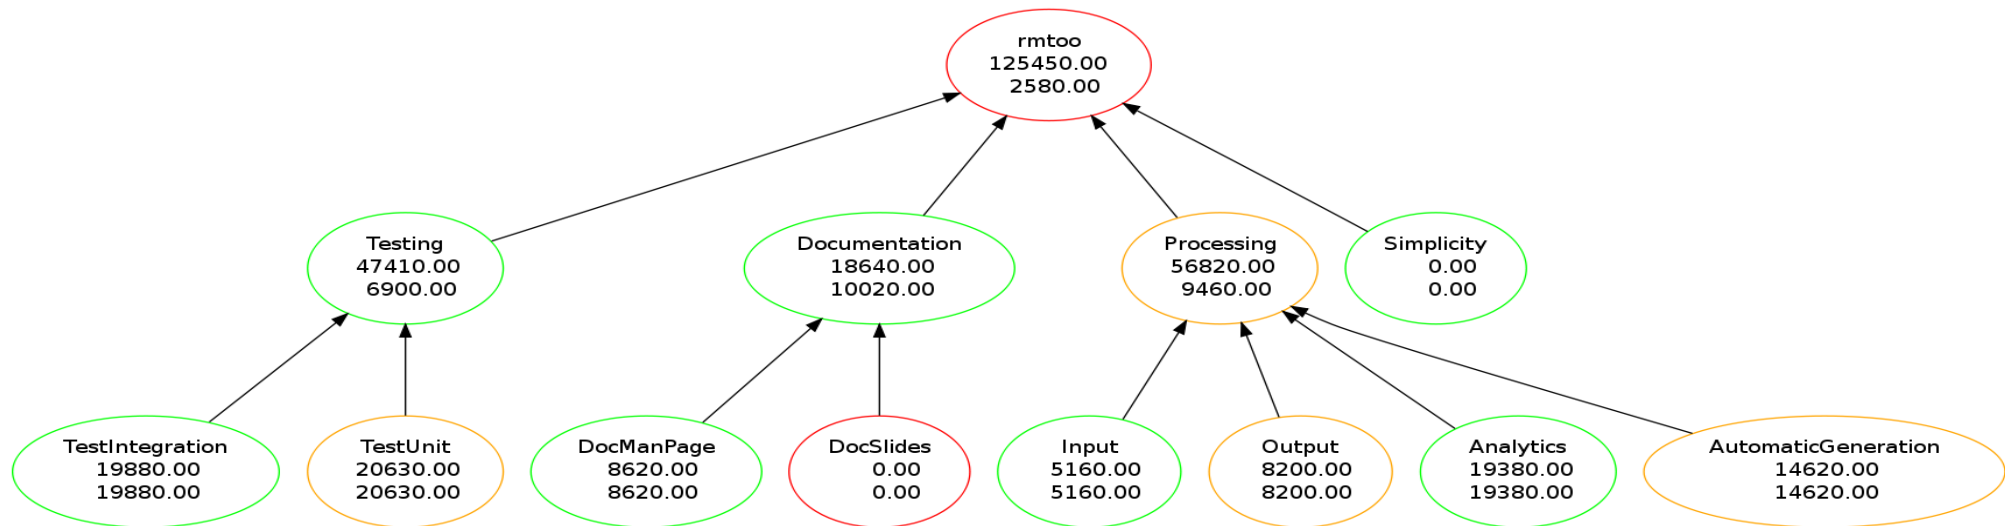 rmtoo
125450.00
2580.00
Testing
47410.00
6900.00
Documentation
18640.00
10020.00
Processing
56820.00
9460.00
Simplicity
0.00
0.00
TestIntegration
19880.00
19880.00
TestUnit
20630.00
20630.00
DocManPage
8620.00
8620.00
DocSlides
0.00
0.00
Input
5160.00
5160.00
Output
8200.00
8200.00
Analytics
19380.00
19380.00
AutomaticGeneration
14620.00
14620.00